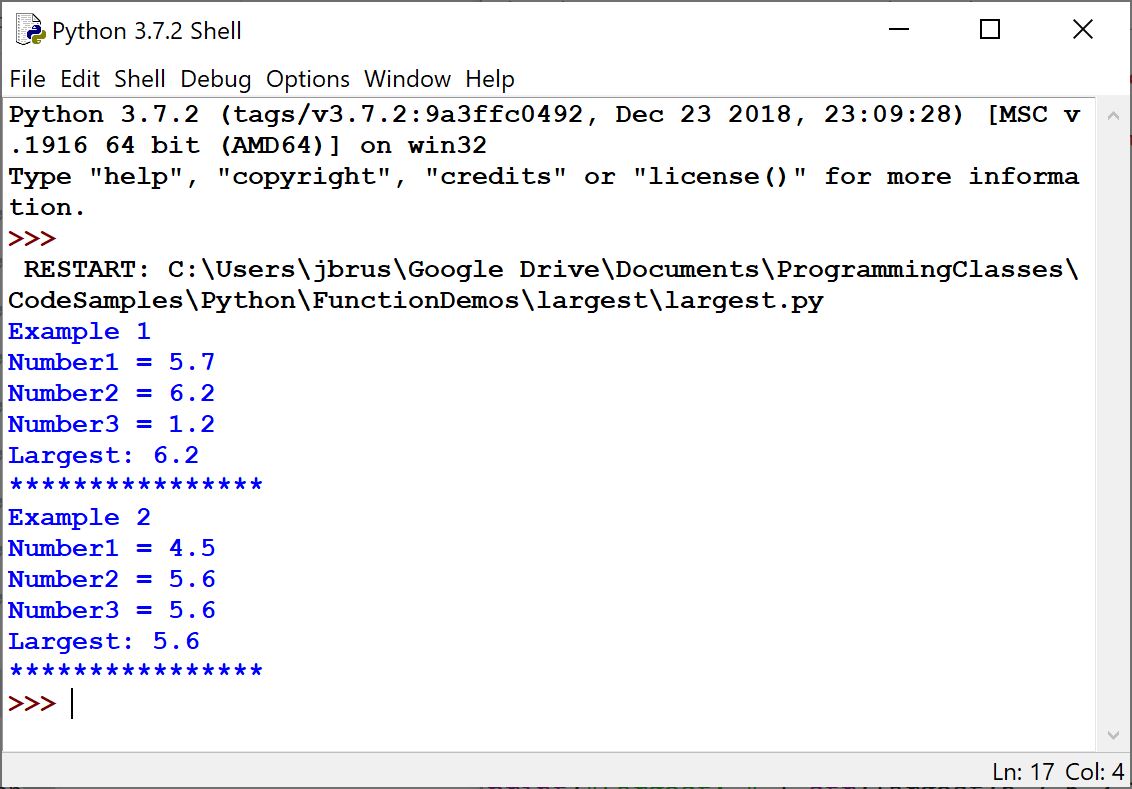 Python 3.7.2 Shell
File Edit Shell Debug Options Window Help
Python 3.7.2 (tags/v3.7.2:9a3ffc0492, Dec 23 2018, 23:09:28) [MSC v
.1916 64 bit (AMD64)] on win32
Type "help", "copyright", "credits" or "license()" for more informa
tion.
>>>
 RESTART: C:\Users\jbrus\Google Drive\Documents\ProgrammingClasses\
CodeSamples\Python\FunctionDemos\largest\largest.py
Example 1
Number1 = 5.7
Number2 = 6.2
Number3 = 1.2
Largest: 6.2
****************
Example 2
Number1 = 4.5
Number2 = 5.6
Number3 = 5.6
Largest: 5.6
****************
>>>
Ln: 17 Col: 4